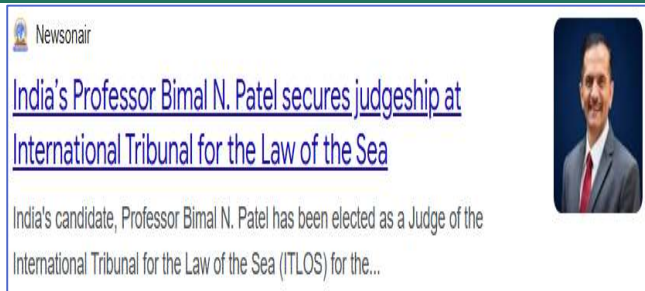 Newsonair
India's Professor Bimal N. Patel secures judgeship at
International Tribunal for the Law of the Sea
India's candidate, Professor Bimal N. Patel has been elected as a Judge of the
International Tribunal for the Law of the Sea (ITLOS) for the...